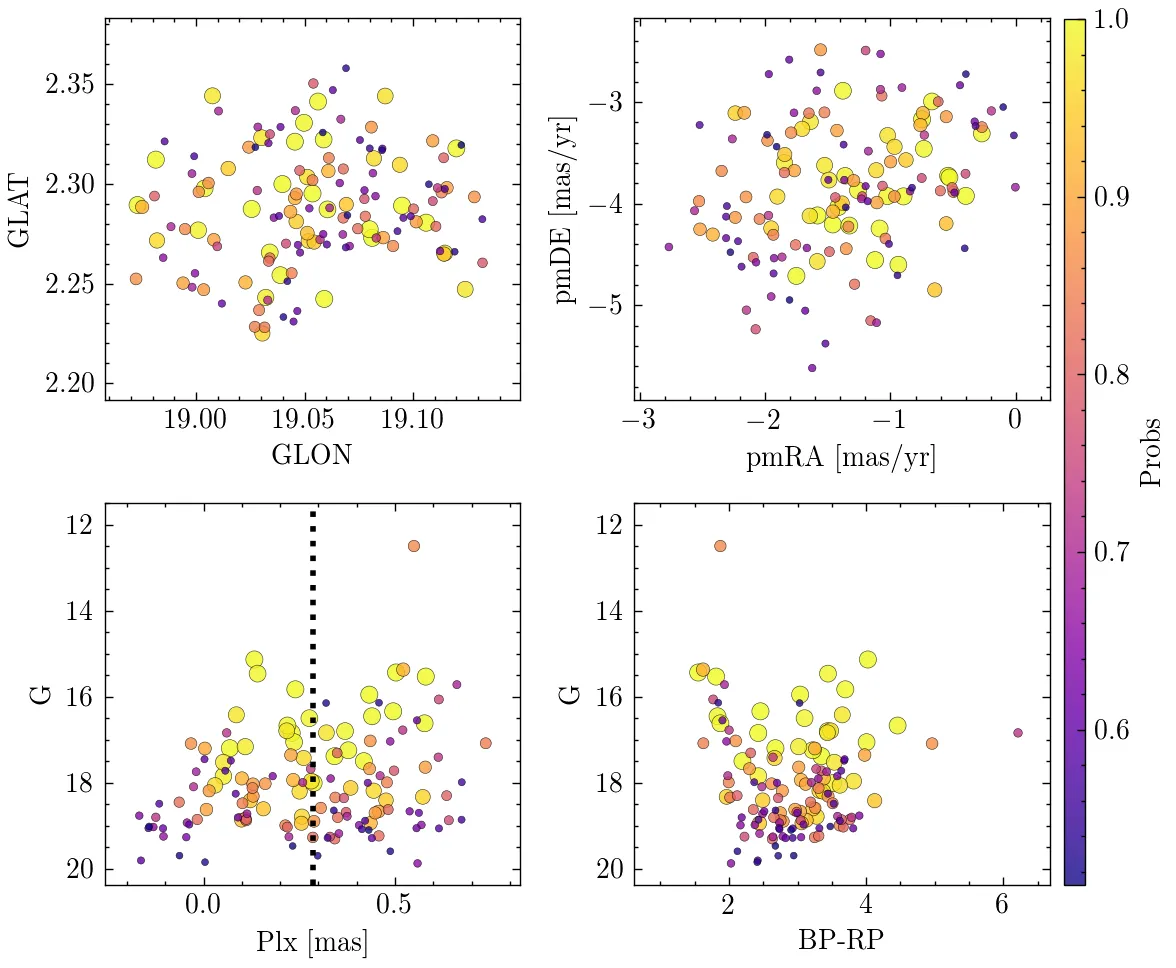 2.35
2.30
2.25
2.20
GLAT
19.00 19.05 19.10
GLON
−3
−4
−5
pmDE [mas/yr]
−3 −2 −1 0
pmRA [mas/yr]
12
14
16
18
20
G
0.0 0.5
Plx [mas]
12
14
16
18
20
G
2 4 6
BP-RP
1.0
0.9
0.8
0.7
0.6
Probs